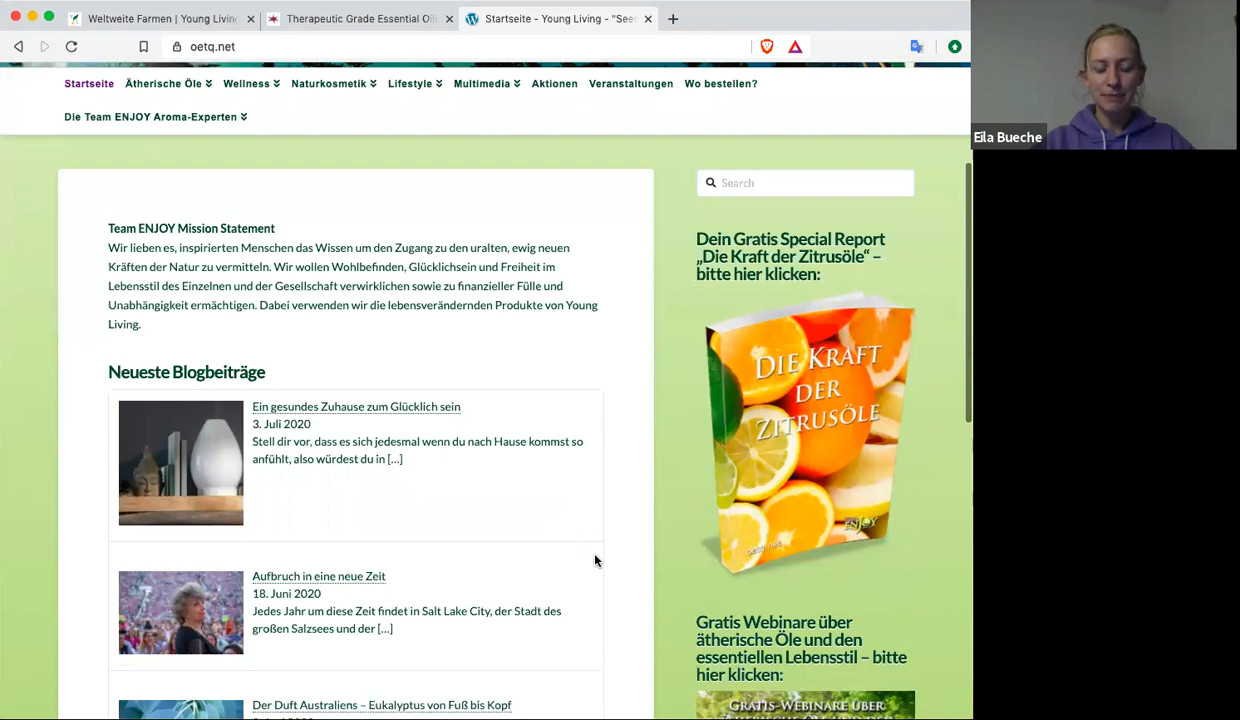 Weltweite Farmen | Young Living
Therapeutic Grade Essential Oils
Startseite - Young Living - "Seed
oetq.net
Startseite Ätherische Öle Wellness Naturkosmetik Lifestyle Multimedia Aktionen Veranstaltungen Wo bestellen?
Die Team ENJOY Aroma-Experten
Eila Bueche
Team ENJOY Mission Statement
Wir lieben es, inspirierten Menschen das Wissen um den Zugang zu den uralten, ewig neuen
Kräften der Natur zu vermitteln. Wir wollen Wohlbefinden, Glücklichsein und Freiheit im
Lebensstil des Einzelnen und der Gesellschaft verwirklichen sowie zu finanzieller Fülle und
Unabhängigkeit ermächtigen. Dabei verwenden wir die lebensverändernden Produkte von Young
Living.
Neueste Blogbeiträge
Ein gesundes Zuhause zum Glücklich sein
3. Juli 2020
Stell dir vor, dass es sich jedesmal wenn du nach Hause kommst so
anfühlt, also würdest du in [...]
Aufbruch in eine neue Zeit
18. Juni 2020
Jedes Jahr um diese Zeit findet in Salt Lake City, der Stadt des
großen Salzsees und der [...]
Der Duft Australiens – Eukalyptus von Fuß bis Kopf
Search
Dein Gratis Special Report
„Die Kraft der Zitrusöle“ –
bitte hier klicken:
DIE KRAFT
DER
ZITRUSÖLE
oetq.net
ENJOY
Gratis Webinare über
ätherische Öle und den
essentiellen Lebensstil – bitte
hier klicken:
GRATIS-WEBINARE ÜBER